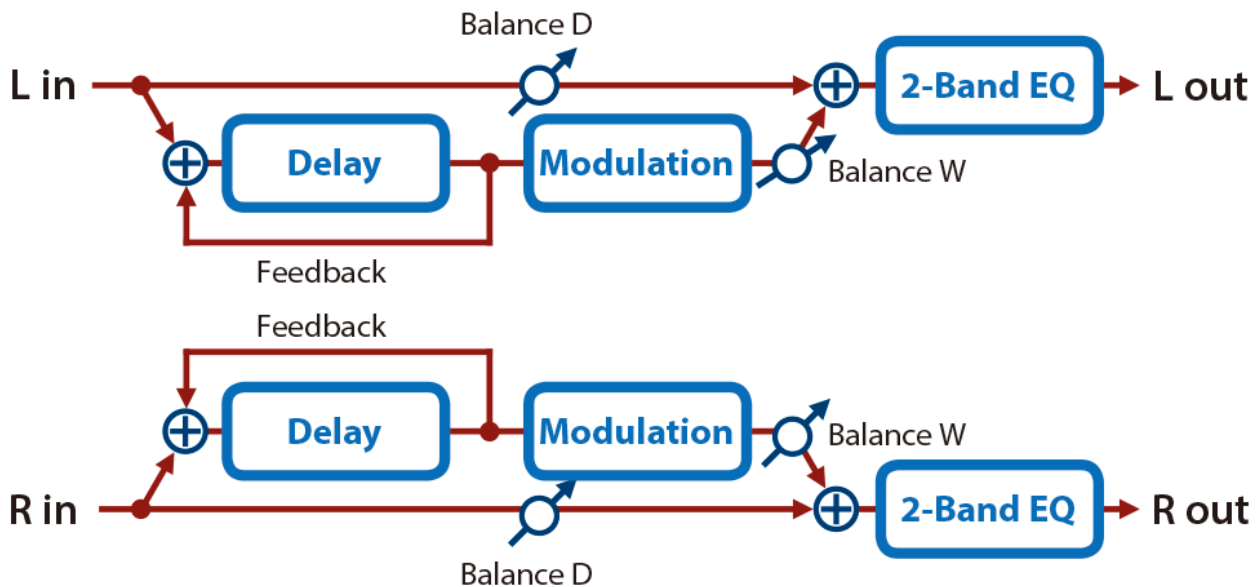 Balance D
L in
2-Band EQ
L out
Delay
Modulation
Balance W
Feedback
Feedback
Delay
Modulation
Balance W
R in
2-Band EQ
R out
Balance D